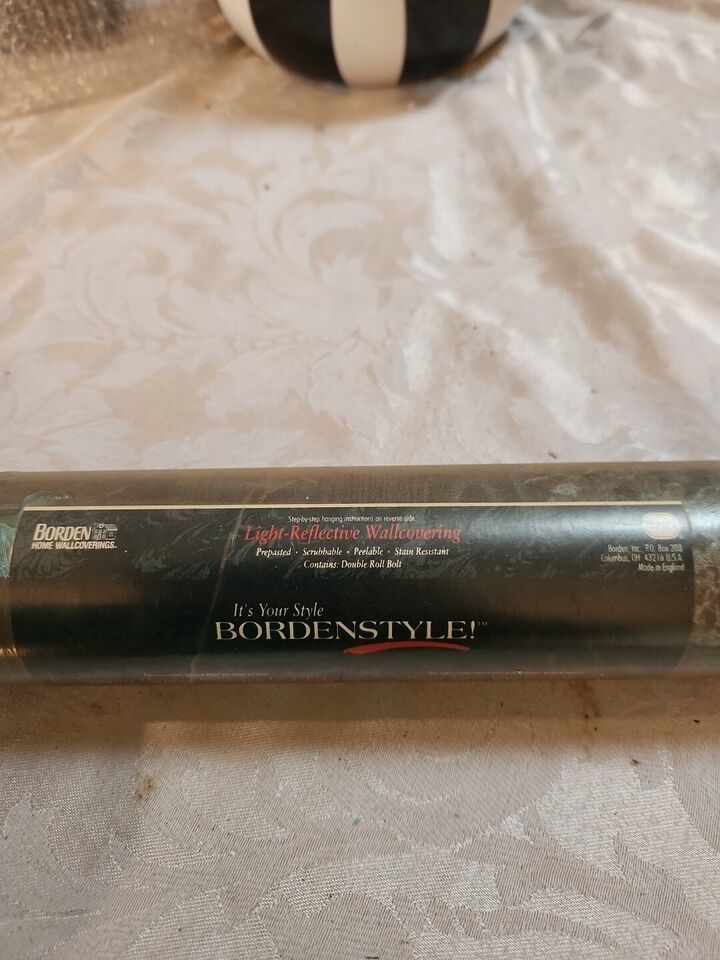 Step-by-step hanging instructions on reverse side.
BORDEN
HOME WALLCOVERINGS.
Light-Reflective Wallcovering
Prepasted • Scrubbable • Peelable • Stain Resistant
Contains: Double Roll Bolt
Borden, Inc. P.O. Box 208
Columbus, OH 43216 U.S.A.
Made in England
It's Your Style
BORDENSTYLE!™